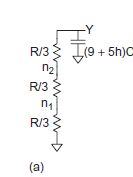 Y
R/3
(9 + 5h)C
n2
R/3
n1
R/3
(a)